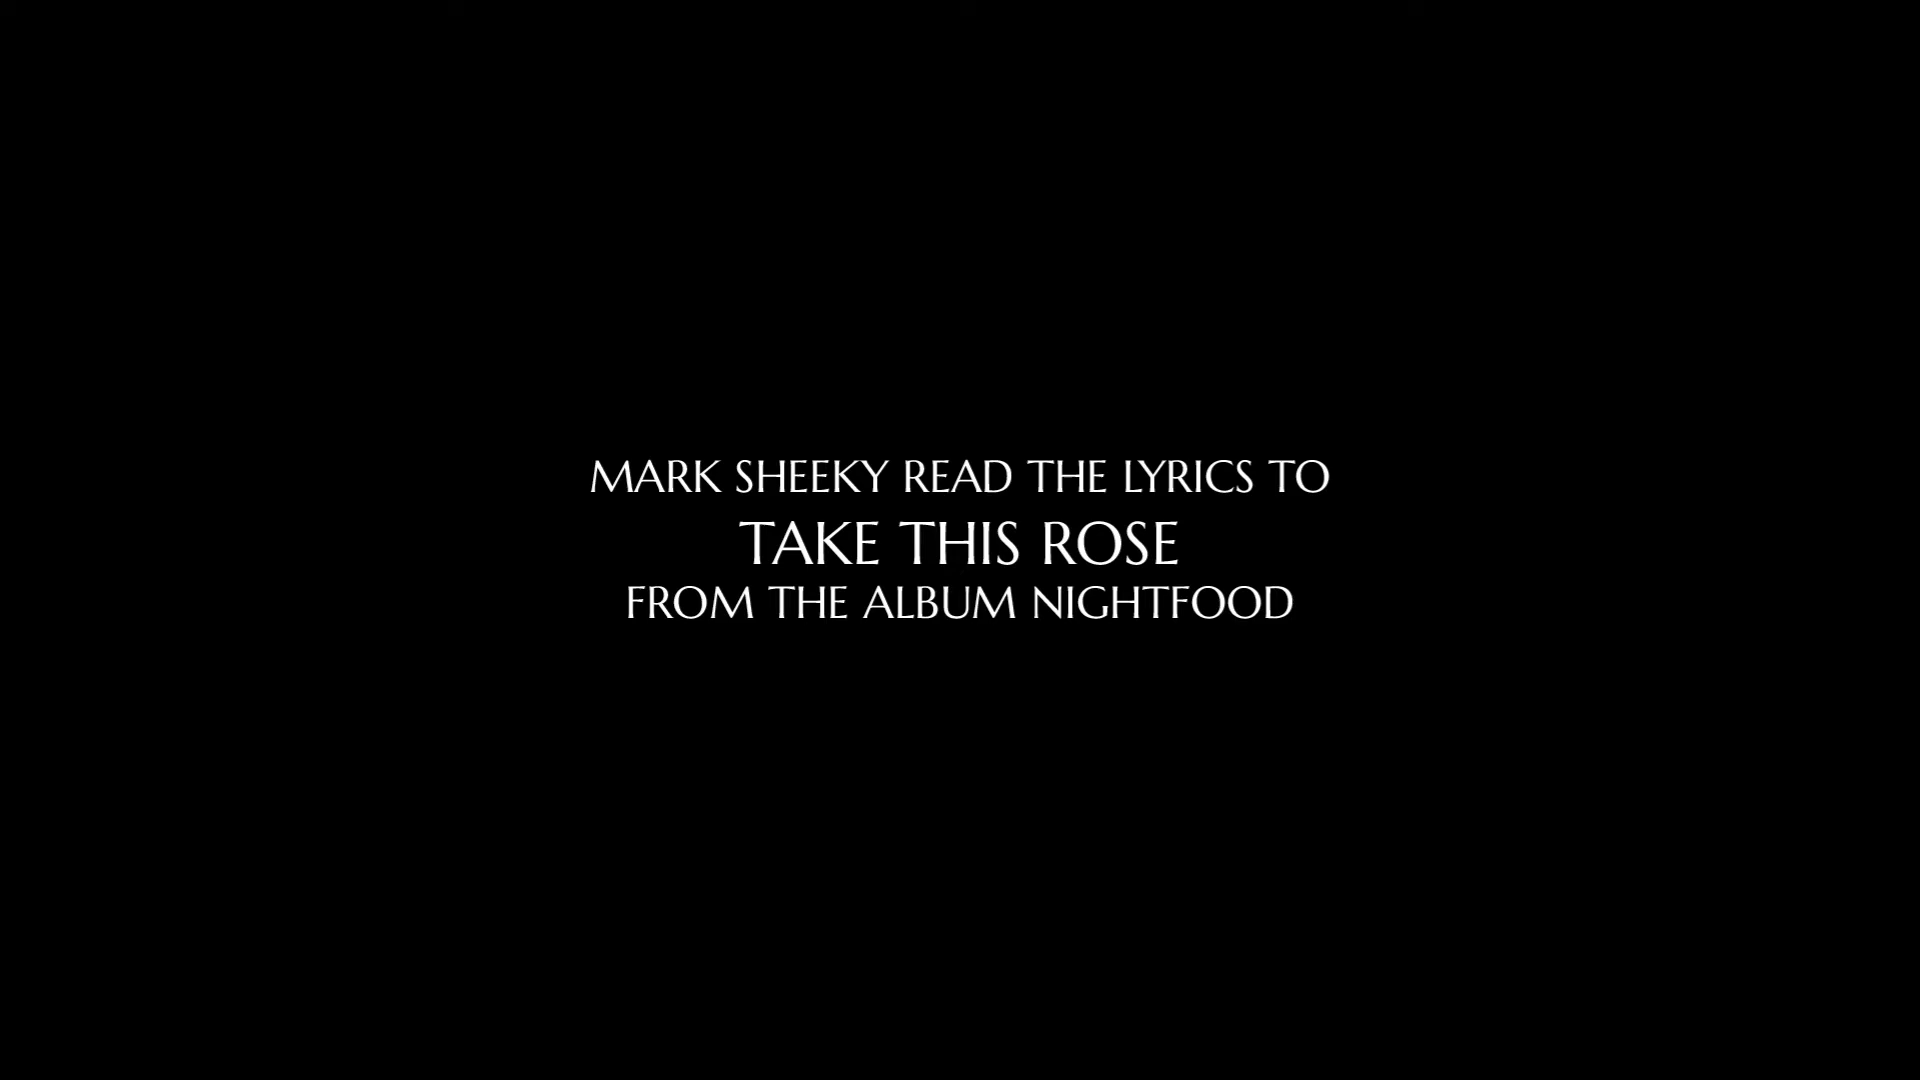 MARK SHEEKY READ THE LYRICS TO
TAKE THIS ROSE
FROM THE ALBUM NIGHTFOOD